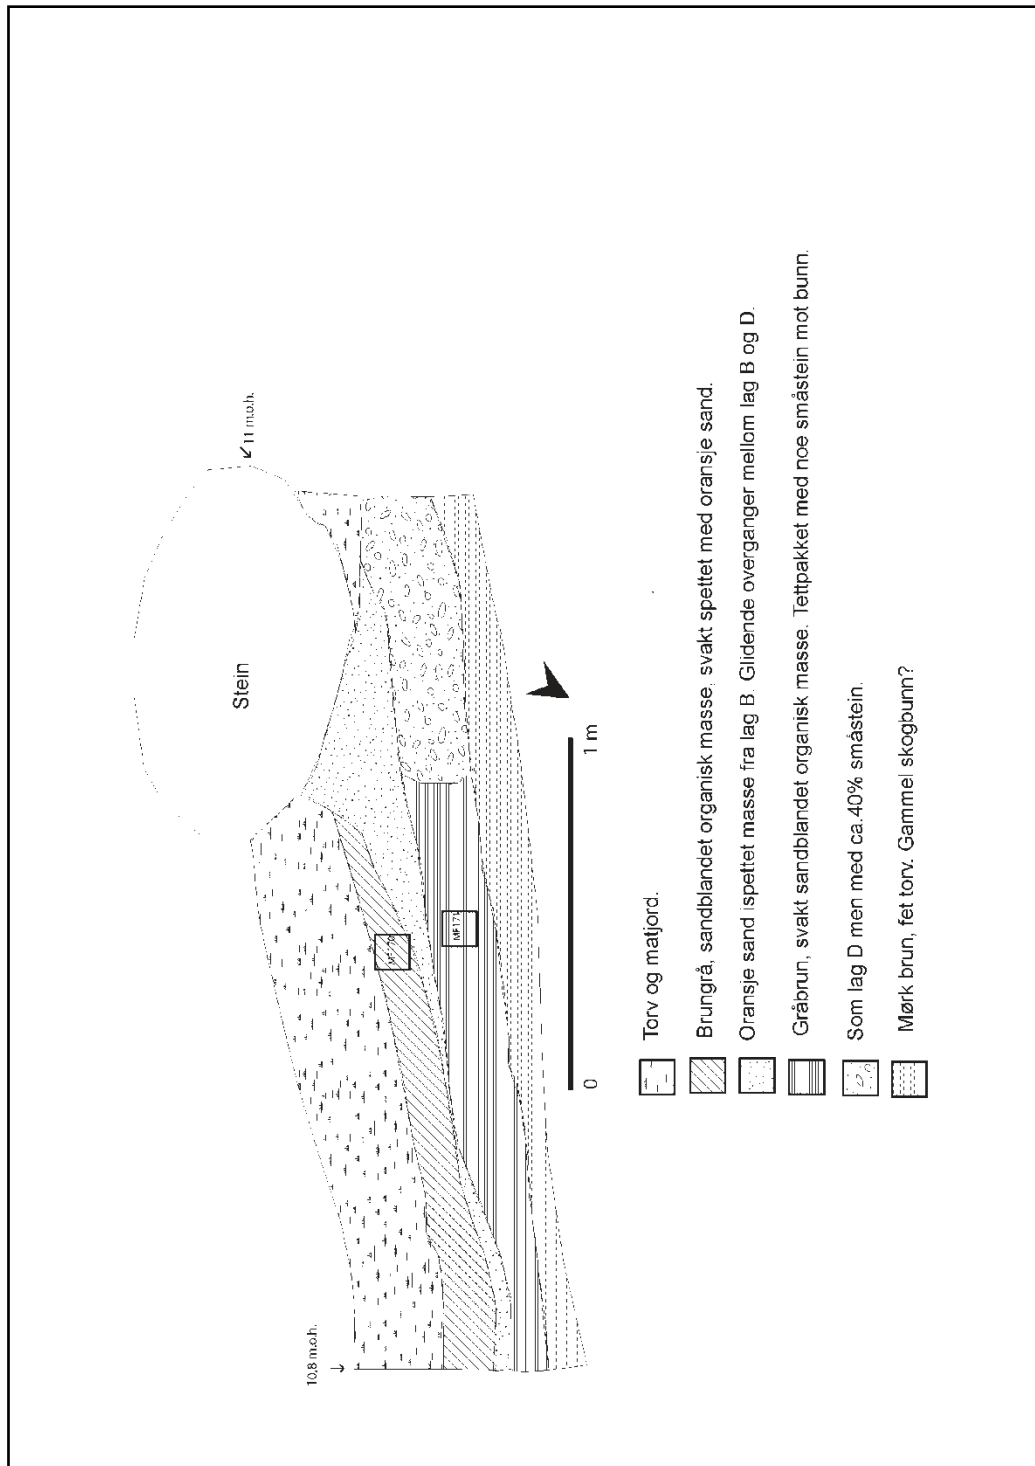 11 m.o.h.
Stein
10,8 m.o.h.
MF171
0
1 m
Torv og matjord.
Brungrå, sandblandet organisk masse, svakt spettet med oransje sand.
Oransje sand ispettet masse fra lag B. Glidende overganger mellom lag B og D.
Gråbrun, svakt sandblandet organisk masse. Tettpakket med noe småstein mot bunn.
Som lag D men med ca.40% småstein.
Mørk brun, fet torv. Gammel skogbunn?